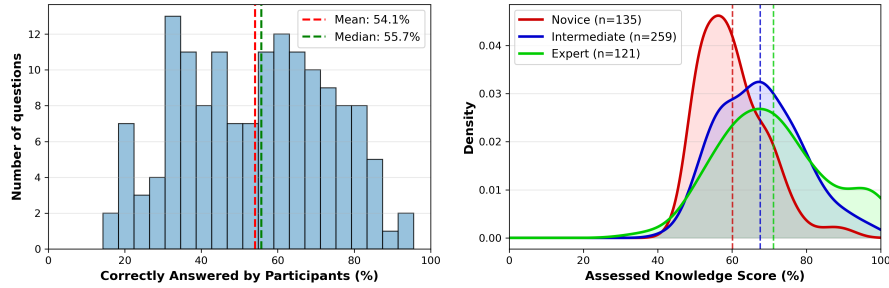 Number of questions
12
10
8
6
4
2
0
0
20
40
60
80
100
Correctly Answered by Participants (%)
Mean: 54.1%
Median: 55.7%
Density
0.04
0.03
0.02
0.01
0.00
0
20
40
60
80
100
Assessed Knowledge Score (%)
Novice (n=135)
Intermediate (n=259)
Expert (n=121)